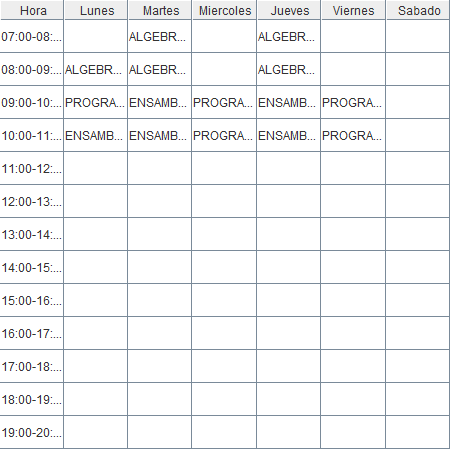 Hora Lunes Martes Miercoles Jueves Viernes Sabado
07:00-08:... ALGEBR... ALGEBR...
08:00-09:... ALGEBR... ALGEBR... ALGEBR...
09:00-10:... PROGRA... ENSAMB... PROGRA... ENSAMB... PROGRA...
10:00-11:... ENSAMB... ENSAMB... PROGRA... ENSAMB... PROGRA...
11:00-12:...
12:00-13:...
13:00-14:...
14:00-15:...
15:00-16:...
16:00-17:...
17:00-18:...
18:00-19:...
19:00-20:...